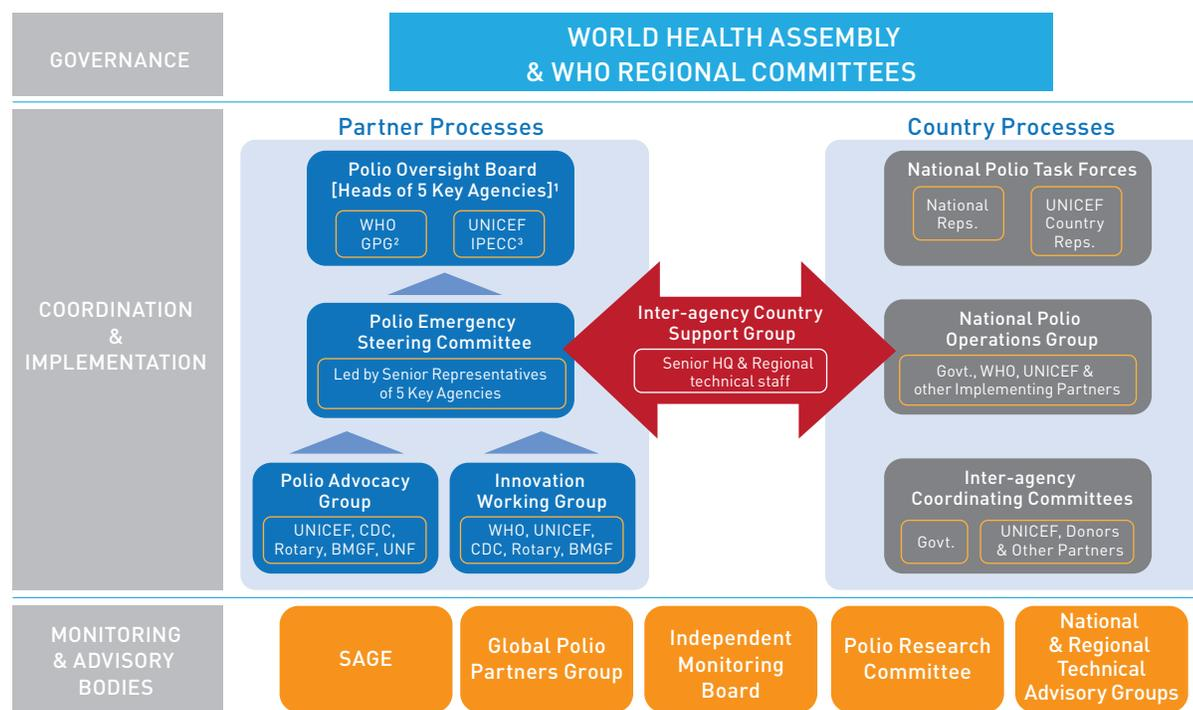 GOVERNANCE
WORLD HEALTH ASSEMBLY
& WHO REGIONAL COMMITTEES
COORDINATION
&
IMPLEMENTATION
Partner Processes
Polio Oversight Board
[Heads of 5 Key Agencies]¹
WHO
GPG²
UNICEF
IPECC³
Polio Emergency
Steering Committee
Led by Senior Representatives
of 5 Key Agencies
Polio Advocacy
Group
UNICEF, CDC,
Rotary, BMGF, UNF
Innovation
Working Group
WHO, UNICEF,
CDC, Rotary, BMGF
Inter-agency Country
Support Group
Senior HQ & Regional
technical staff
Country Processes
National Polio Task Forces
National
Reps.
UNICEF
Country
Reps.
National Polio
Operations Group
Govt., WHO, UNICEF &
other Implementing Partners
Inter-agency
Coordinating Committees
Govt.
UNICEF, Donors
& Other Partners
MONITORING
& ADVISORY
BODIES
SAGE
Global Polio
Partners Group
Independent
Monitoring
Board
Polio Research
Committee
National
& Regional
Technical
Advisory Groups